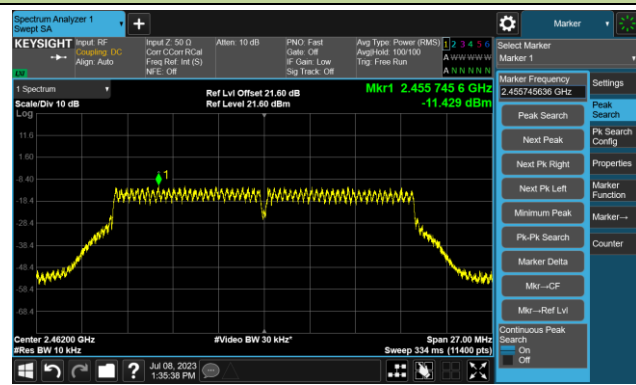 Spectrum Analyzer 1
Swept SA
Marker
KEYSIGHT
Input: RF
Coupling: DC
Align: Auto
Input Z: 50 Ω
Corr CCorr RCal
Freq Ref: Int (S)
NFE: Off
Atten: 10 dB
PNO: Fast
Gate: Off
IF Gain: Low
Sig Track: Off
Avg Type: Power (RMS)
Avg|Hold: 100/100
Trig: Free Run
1 2 3 4 5 6
A W W W W W
A N N N N N
Select Marker
Marker 1
LXI
1 Spectrum
Scale/Div 10 dB
Log
Ref Lvl Offset 21.60 dB
Ref Level 21.60 dBm
Mkr1 2.455 745 6 GHz
-11.429 dBm
11.6
1.60
-8.40
-18.4
-28.4
-38.4
-48.4
-58.4
-68.4
1
Center 2.46200 GHz
#Res BW 10 kHz
#Video BW 30 kHz*
Span 27.00 MHz
Sweep 334 ms (11400 pts)
Marker Frequency
2.455745636 GHz
Peak Search
Next Peak
Next Pk Right
Next Pk Left
Minimum Peak
Pk-Pk Search
Marker Delta
Mkr→CF
Mkr→Ref Lvl
Continuous Peak
Search
On
Off
Settings
Peak
Search
Pk Search
Config
Properties
Marker
Function
Marker→
Counter
?
Jul 08, 2023
1:35:38 PM